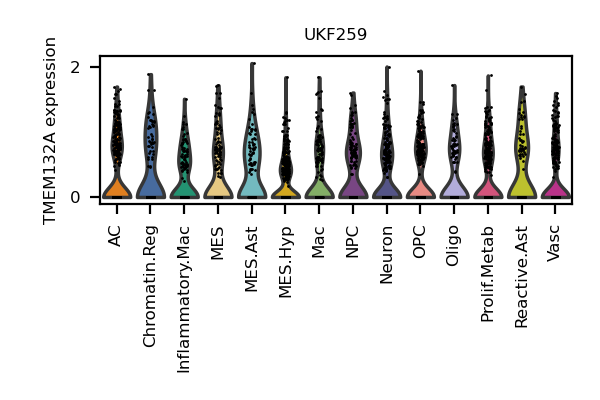 UKF259
TMEM132A expression
2
0
AC
Chromatin.Reg
Inflammatory.Mac
MES
MES.Ast
MES.Hyp
Mac
NPC
Neuron
OPC
Oligo
Prolif.Metab
Reactive.Ast
Vasc